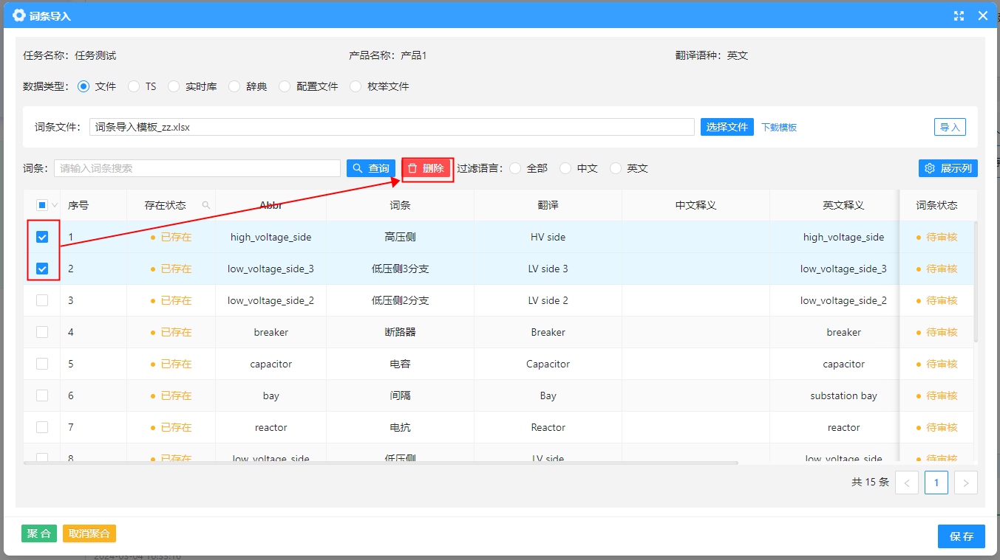 词条导入
任务名称: 任务测试 产品名称: 产品1 翻译语种: 英文
数据类型: 文件 TS 实时库 辞典 配置文件 枚举文件
词条文件: 词条导入模板_zz.xlsx 选择文件 下载模板 导入
词条: 请输入词条搜索 查询 删除 过滤语言: 全部 中文 英文 展示列
序号 存在状态 Abbr 词条 翻译 中文释义 英文释义 词条状态
1 已存在 high_voltage_side 高压侧 HV side high_voltage_side 待审核
2 已存在 low_voltage_side_3 低压侧3分支 LV side 3 low_voltage_side_3 待审核
3 已存在 low_voltage_side_2 低压侧2分支 LV side 2 low_voltage_side_2 待审核
4 已存在 breaker 断路器 Breaker breaker 待审核
5 已存在 capacitor 电容 Capacitor capacitor 待审核
6 已存在 bay 间隔 Bay substation bay 待审核
7 已存在 reactor 电抗 Reactor reactor 待审核
8 已存在 low_voltage_side 低压侧 LV side low_voltage_side 待审核
共 15 条 < 1 >
聚合 取消聚合 保存